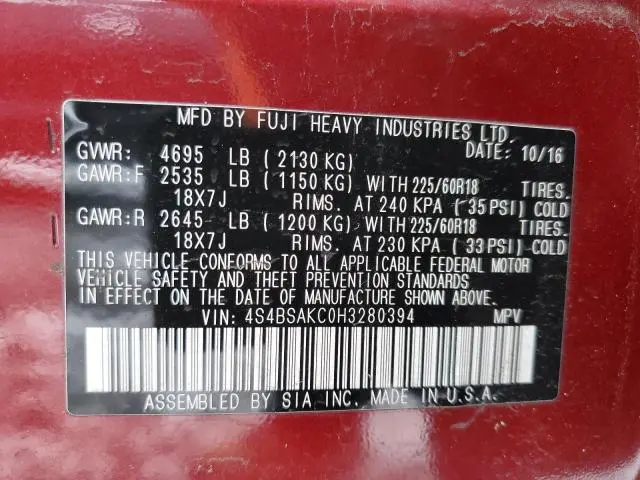 MFD BY FUJI HEAVY INDUSTRIES LTD.
GVWR: 4695 LB ( 2130 KG) DATE: 10/16
GAWR:F 2535 LB ( 1150 KG) WITH 225/60R18 TIRES.
18X7J RIMS. AT 240 KPA ( 35 PSI) COLD
GAWR:R 2645 LB ( 1200 KG) WITH 225/60R18 TIRES.
18X7J RIMS. AT 230 KPA ( 33 PSI) COLD
THIS VEHICLE CONFORMS TO ALL APPLICABLE FEDERAL MOTOR
VEHICLE SAFETY AND THEFT PREVENTION STANDARDS
IN EFFECT ON THE DATE OF MANUFACTURE SHOWN ABOVE.
VIN: 4S4BSAKC0H3280394 MPV
ASSEMBLED BY SIA INC. MADE IN U.S.A.